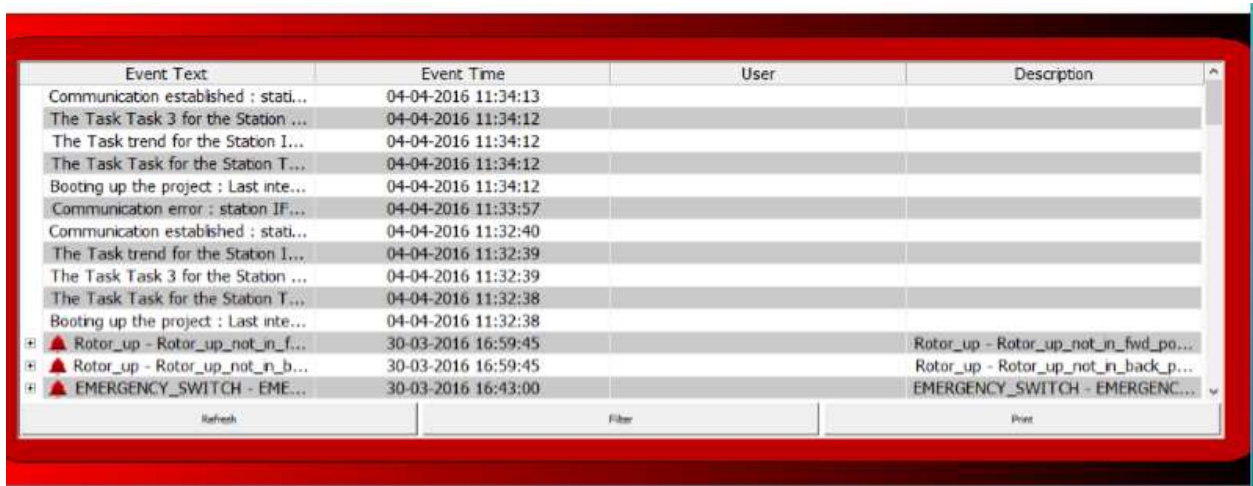 Event Text Event Time User Description
Communication established : stati... 04-04-2016 11:34:13
The Task Task 3 for the Station ... 04-04-2016 11:34:12
The Task trend for the Station I... 04-04-2016 11:34:12
The Task Task for the Station T... 04-04-2016 11:34:12
Booting up the project : Last inte... 04-04-2016 11:34:12
Communication error : station IF... 04-04-2016 11:33:57
Communication established : stati... 04-04-2016 11:32:40
The Task trend for the Station I... 04-04-2016 11:32:39
The Task Task 3 for the Station ... 04-04-2016 11:32:39
The Task Task for the Station T... 04-04-2016 11:32:38
Booting up the project : Last inte... 04-04-2016 11:32:38
Rotor_up - Rotor_up_not_in_f... 30-03-2016 16:59:45 Rotor_up - Rotor_up_not_in_fwd_po...
Rotor_up - Rotor_up_not_in_b... 30-03-2016 16:59:45 Rotor_up - Rotor_up_not_in_back_p...
EMERGENCY_SWITCH - EME... 30-03-2016 16:43:00 EMERGENCY_SWITCH - EMERGENC...
Refresh Filter Print